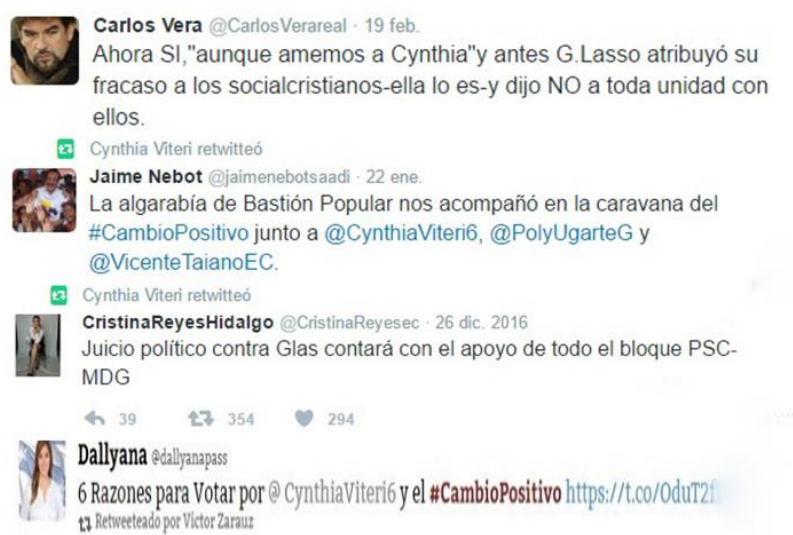 Carlos Vera @CarlosVerareal · 19 feb.
Ahora SI,"aunque amemos a Cynthia"y antes G.Lasso atribuyó su
fracaso a los socialcristianos-ella lo es-y dijo NO a toda unidad con
ellos.
Cynthia Viteri retwitteó
Jaime Nebot @jaimenebotsaadi · 22 ene.
La algarabía de Bastión Popular nos acompañó en la caravana del
#CambioPositivo junto a @CynthiaViteri6, @PolyUgarteG y
@VicenteTaianoEC.
Cynthia Viteri retwitteó
CristinaReyesHidalgo @CristinaReyesec · 26 dic. 2016
Juicio político contra Glas contará con el apoyo de todo el bloque PSC-
MDG
39 354 294
Dallyana @dallyanapass
6 Razones para Votar por @CynthiaViteri6 y el #CambioPositivo https://t.co/OduT2f
Retweeteado por Victor Zarauz